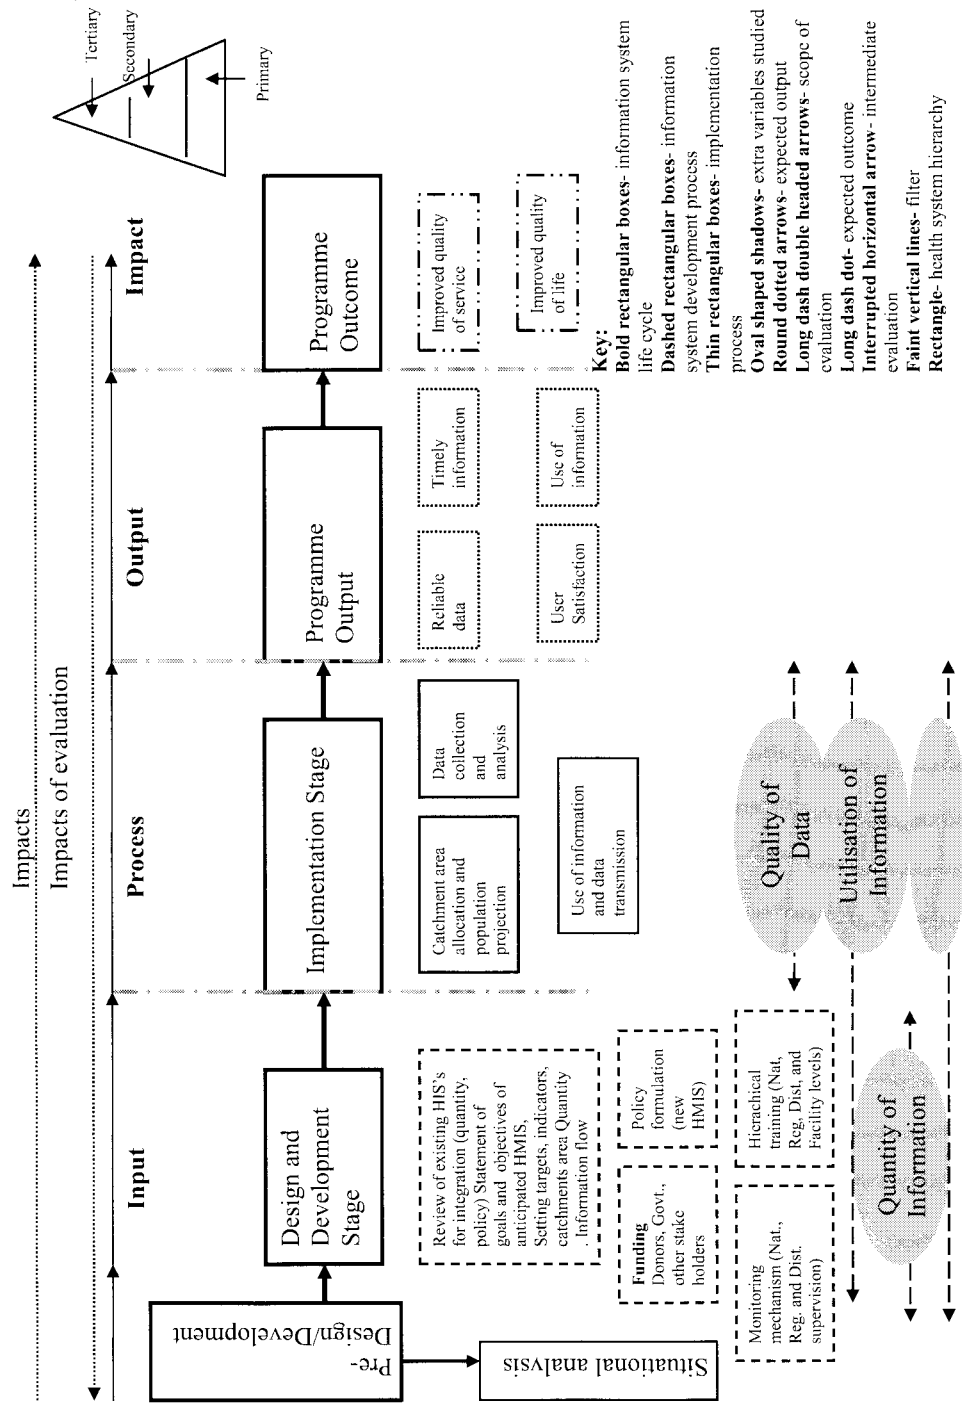 Impacts
Impacts of evaluation
Input
Process
Output
Impact
Tertiary
Secondary
Primary
Pre-
Design/Development
Situational analysis
Design and
Development
Stage
Implementation Stage
Programme
Output
Programme
Outcome
Review of existing HIS's
for integration (quantity,
policy) Statement of
goals and objectives of
anticipated HMIS,
Setting targets, indicators,
catchments area Quantity
. Information flow
Funding
Donors, Govt.,
other stake
holders
Policy
formulation
(new
HMIS)
Monitoring
mechanism (Nat.,
Reg. and Dist.
supervision)
Hierachical
training (Nat,
Reg, Dist, and
Facility levels)
Catchment area
allocation and
population
projection
Data
collection
and
analysis
Use of information
and data
transmission
Reliable
data
Timely
information
User
Satisfaction
Use of
information
Improved quality
of service
Improved quality
of life
Quantity of
Information
Quality of
Data
Utilisation of
Information
Key:
Bold rectangular boxes- information system
life cycle
Dashed rectangular boxes- information
system development process
Thin rectangular boxes- implementation
process
Oval shaped shadows- extra variables studied
Round dotted arrows- expected output
Long dash double headed arrows- scope of
evaluation
Long dash dot- expected outcome
Interrupted horizontal arrow- intermediate
evaluation
Faint vertical lines- filter
Rectangle- health system hierarchy